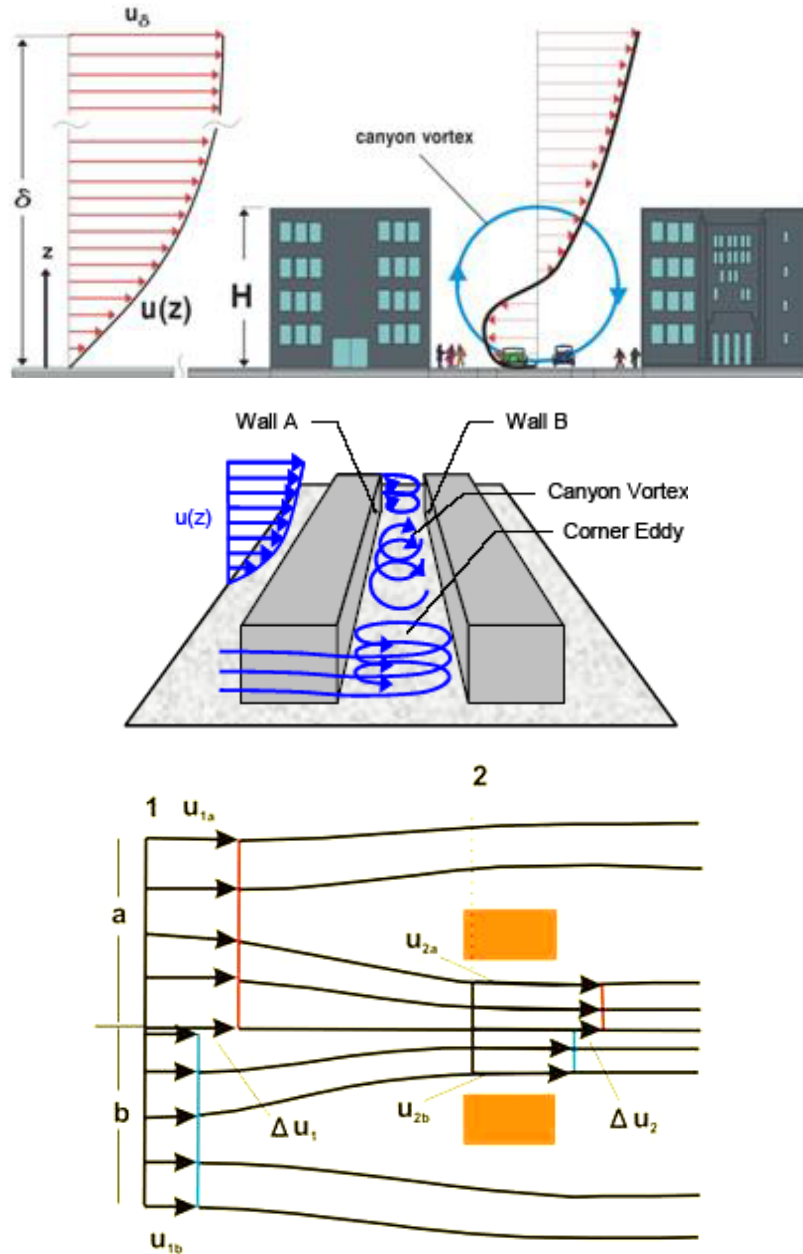 uδ
canyon vortex
δ
z
H
u(z)
Wall A
Wall B
u(z)
Canyon Vortex
Corner Eddy
2
1
u1a
a
u2a
b
u2b
Δ u1
Δ u2
u1b